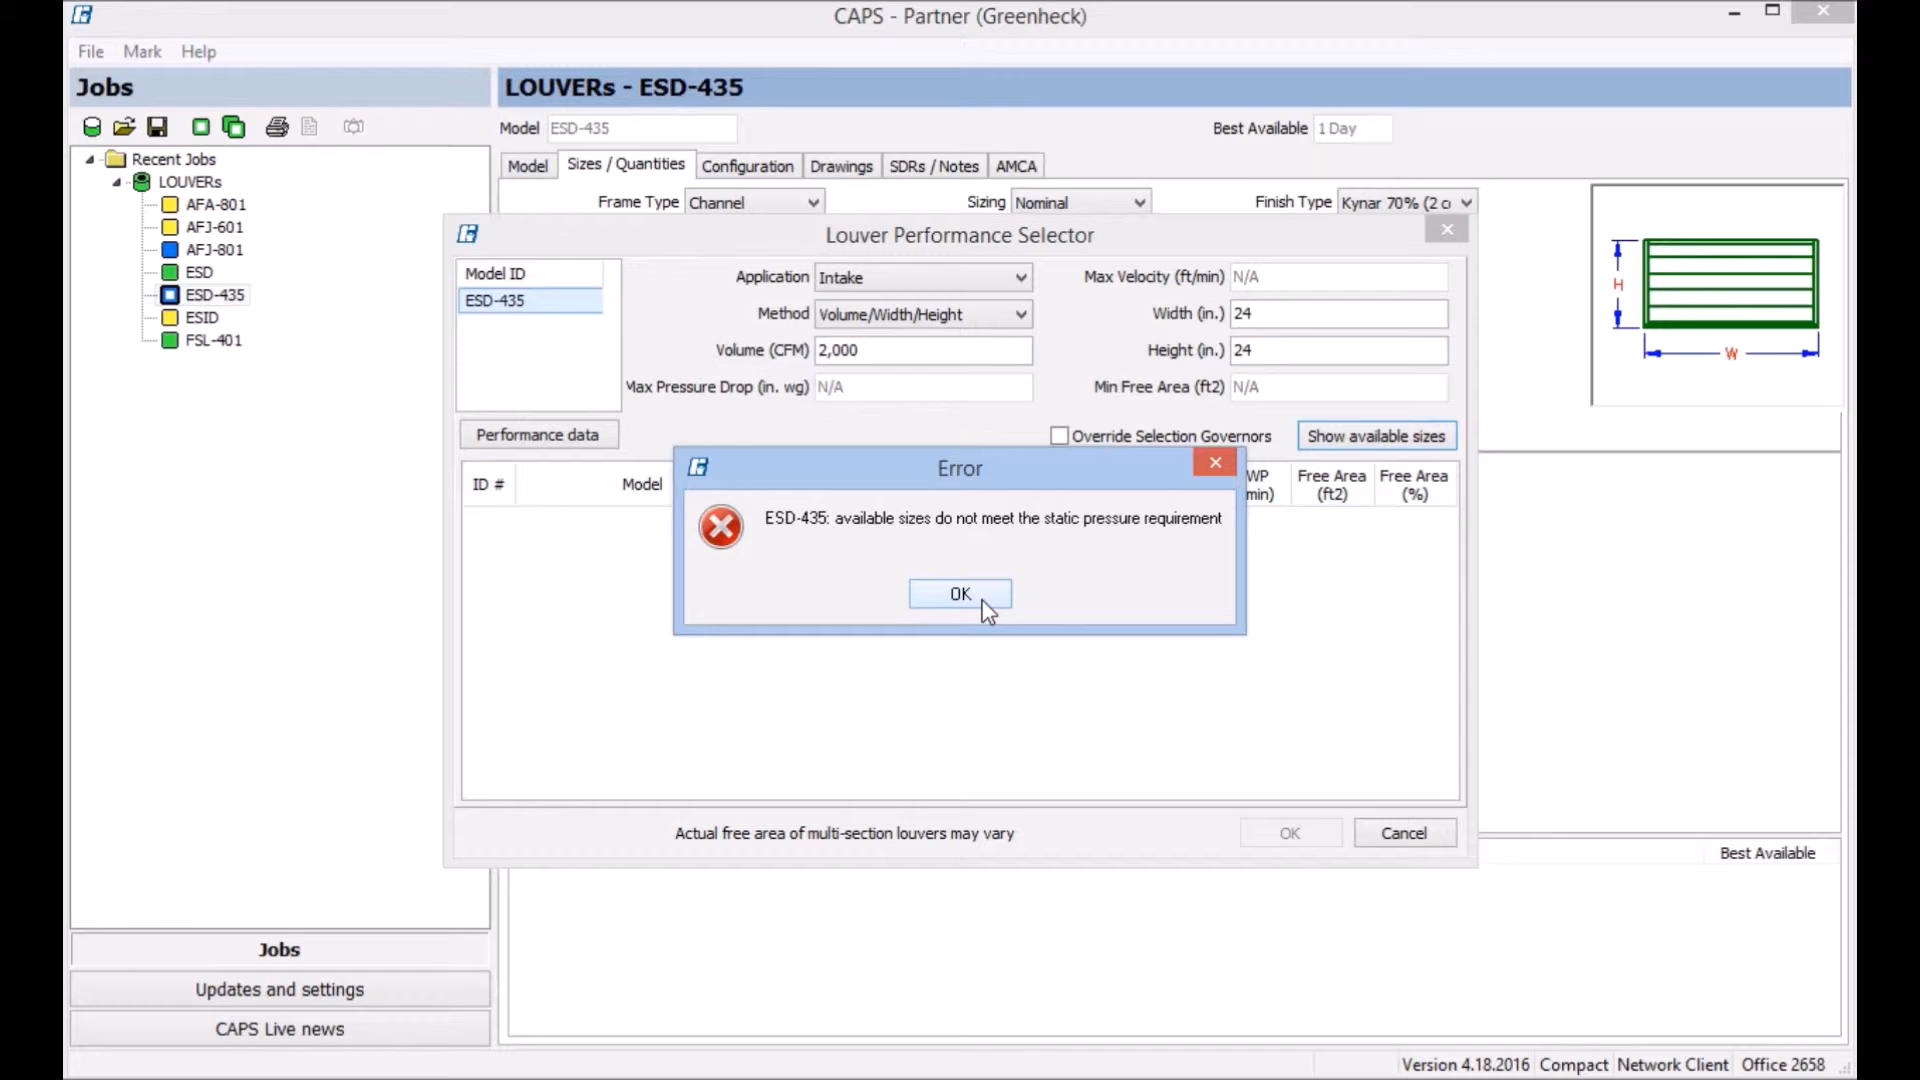 CAPS - Partner (Greenheck)
File Mark Help
Jobs
LOUVERs - ESD-435
Model ESD-435
Best Available 1 Day
Model Sizes / Quantities Configuration Drawings SDRs / Notes AMCA
Recent Jobs
LOUVERs
AFA-801
AFJ-601
AFJ-801
ESD
ESD-435
ESID
FSL-401
Frame Type Channel
Sizing Nominal
Finish Type Kynar 70% (2 c
H
W
Louver Performance Selector
Model ID
ESD-435
Application Intake
Max Velocity (ft/min) N/A
Method Volume/Width/Height
Width (in.) 24
Volume (CFM) 2,000
Height (in.) 24
Max Pressure Drop (in. wg) N/A
Min Free Area (ft2) N/A
Performance data
Override Selection Governors
Show available sizes
ID #
Model
WP
min)
Free Area
(ft2)
Free Area
(%)
Error
ESD-435: available sizes do not meet the static pressure requirement
OK
Actual free area of multi-section louvers may vary
OK
Cancel
Best Available
Jobs
Updates and settings
CAPS Live news
Version 4.18.2016 Compact Network Client Office 2658